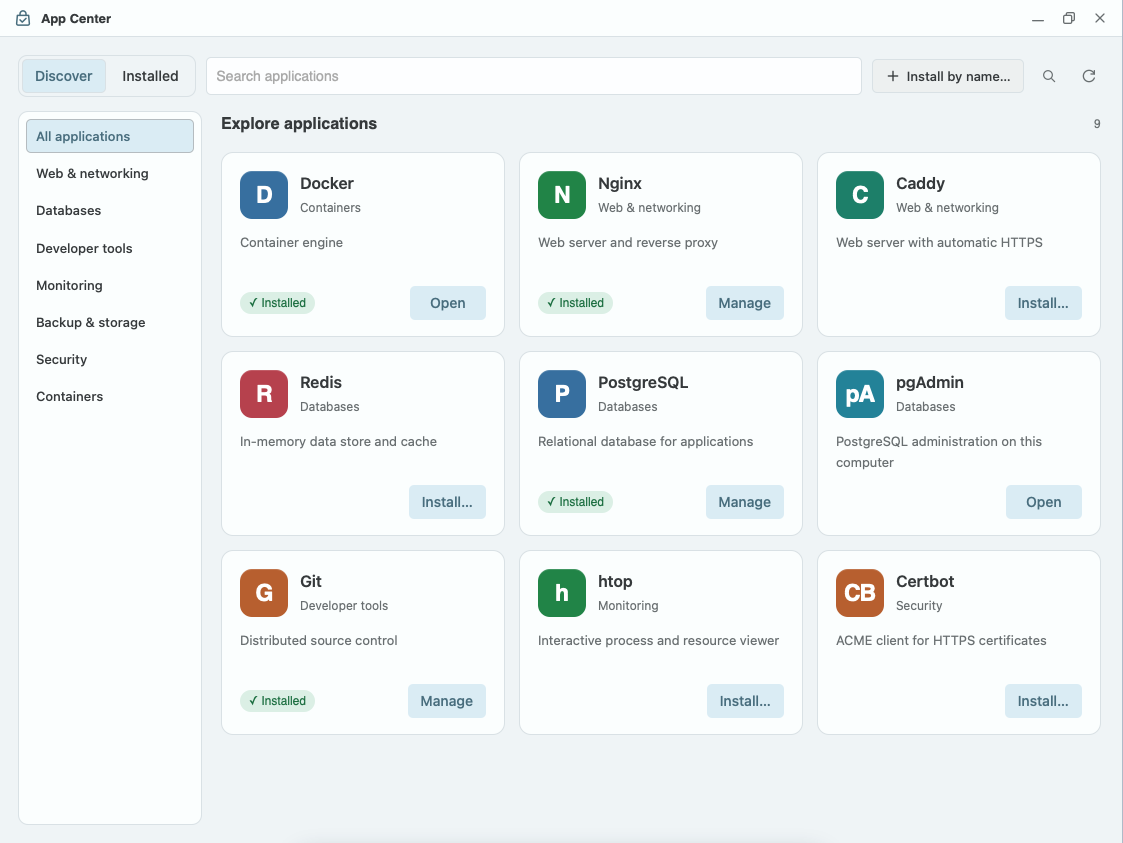 App Center
Discover
Installed
Search applications
Install by name...
All applications
Web & networking
Databases
Developer tools
Monitoring
Backup & storage
Security
Containers
Explore applications
9
D
Docker
Containers
Container engine
✓ Installed
Open
N
Nginx
Web & networking
Web server and reverse proxy
✓ Installed
Manage
C
Caddy
Web & networking
Web server with automatic HTTPS
Install...
R
Redis
Databases
In-memory data store and cache
Install...
P
PostgreSQL
Databases
Relational database for applications
✓ Installed
Manage
pA
pgAdmin
Databases
PostgreSQL administration on this
computer
Open
G
Git
Developer tools
Distributed source control
✓ Installed
Manage
h
htop
Monitoring
Interactive process and resource viewer
Install...
CB
Certbot
Security
ACME client for HTTPS certificates
Install...